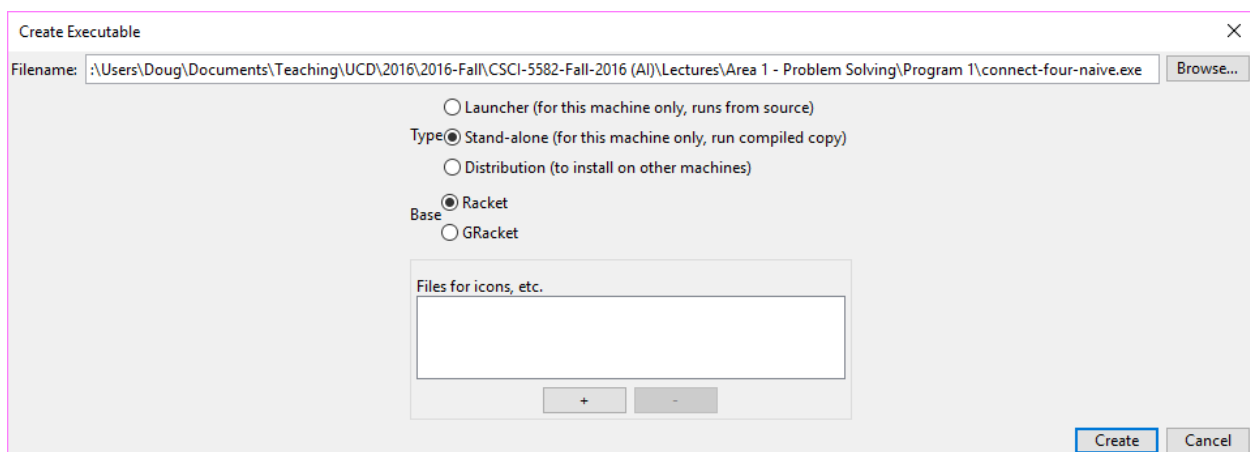 Create Executable
Filename: :\Users\Doug\Documents\Teaching\UCD\2016\2016-Fall\CSCI-5582-Fall-2016 (AI)\Lectures\Area 1 - Problem Solving\Program 1\connect-four-naive.exe Browse...
Launcher (for this machine only, runs from source)
Type Stand-alone (for this machine only, run compiled copy)
Distribution (to install on other machines)
Racket
Base
GRacket
Files for icons, etc.
+ -
Create Cancel